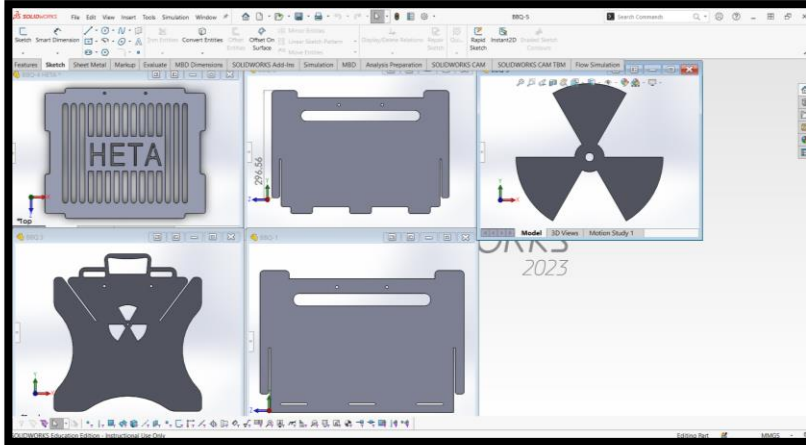 SOLIDWORKS File Edit View Insert Tools Simulation Window
BBQ-5
Search Commands
Sketch Smart Dimension
Trim Entities Convert Entities Offset Entities Offset On Surface
Mirror Entities
Linear Sketch Pattern
Move Entities
Display/Delete Relations Repair Sketch
Rapid Sketch Instant2D Shaded Sketch Contours
Features Sketch Sheet Metal Markup Evaluate MBD Dimensions SOLIDWORKS Add-Ins Simulation MBD Analysis Preparation SOLIDWORKS CAM SOLIDWORKS CAM TBM Flow Simulation
HETA
*Top
296.56
Model 3D Views Motion Study 1
BBQ-1
ORKS
2023
SOLIDWORKS Education Edition - Instructional Use Only
Editing Part
MMGS